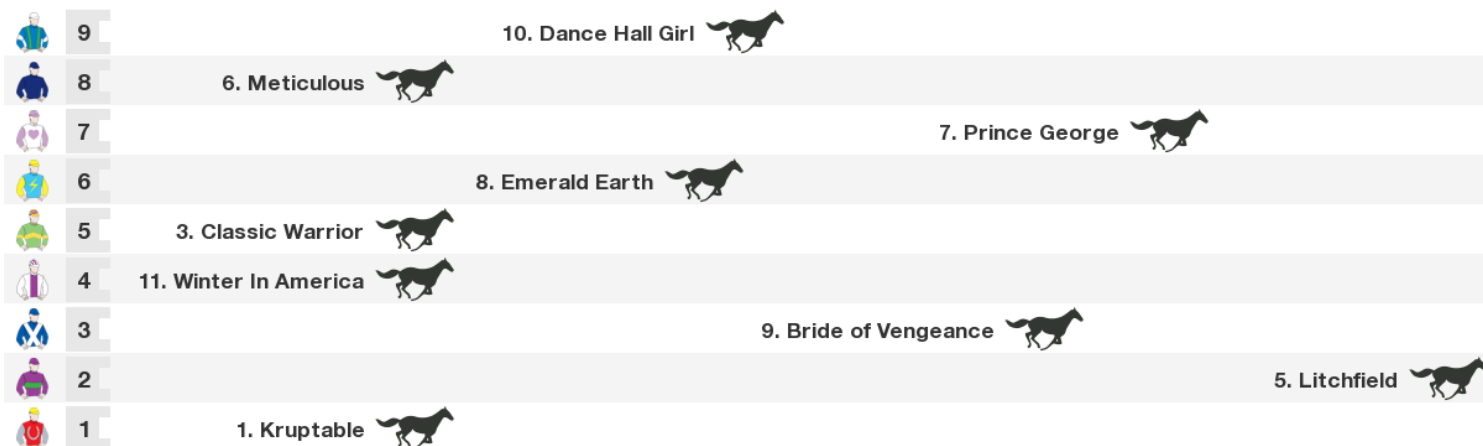 9 10. Dance Hall Girl
8 6. Meticulous
7 7. Prince George
6 8. Emerald Earth
5 3. Classic Warrior
4 11. Winter In America
3 9. Bride of Vengeance
2 5. Litchfield
1 1. Kruptable